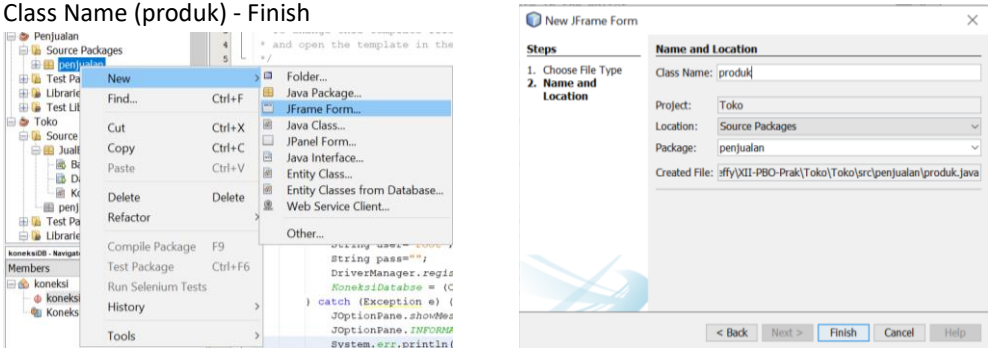 Class Name (produk) - Finish
Penjualan
Source Packages
penjualan
Test Pa
Librarie
Test Lib
Toko
Source
JualB
Ba
Da
Ko
penj
Test Pa
Librarie
koneksiDB - Navigato
Members
koneksi
koneksi
Koneks
New
Find... Ctrl+F
Cut Ctrl+X
Copy Ctrl+C
Paste Ctrl+V
Delete Delete
Refactor
Compile Package F9
Test Package Ctrl+F6
Run Selenium Tests
History
Tools
Folder...
Java Package...
JFrame Form...
Java Class...
JPanel Form...
Java Interface...
Entity Class...
Entity Classes from Database...
Web Service Client...
Other...
4 * and open the template in the
5 */
String pass="";
DriverManager.regis
KoneksiDatabse = (C
} catch (Exception e) {
JOptionPane.showMes
JOptionPane.INFORMA
System.err.println(
New JFrame Form
Steps
1. Choose File Type
2. Name and
Location
Name and Location
Class Name: produk
Project: Toko
Location: Source Packages
Package: penjualan
Created File: effy\XII-PBO-Prak\Toko\Toko\src\penjualan\produk.java
< Back Next > Finish Cancel Help